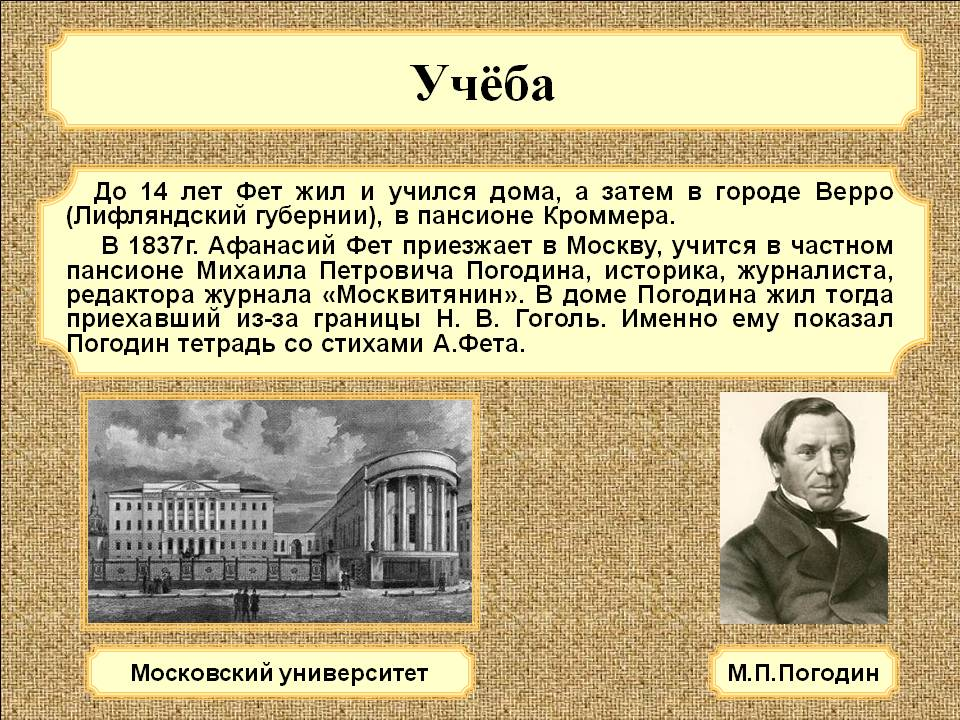 Учёба
До 14 лет Фет жил и учился дома, а затем в городе Верро
(Лифляндский губернии), в пансионе Кроммера.
В 1837г. Афанасий Фет приезжает в Москву, учится в частном
пансионе Михаила Петровича Погодина, историка, журналиста,
редактора журнала «Москвитянин». В доме Погодина жил тогда
приехавший из-за границы Н. В. Гоголь. Именно ему показал
Погодин тетрадь со стихами А.Фета.
Московский университет
М.П.Погодин